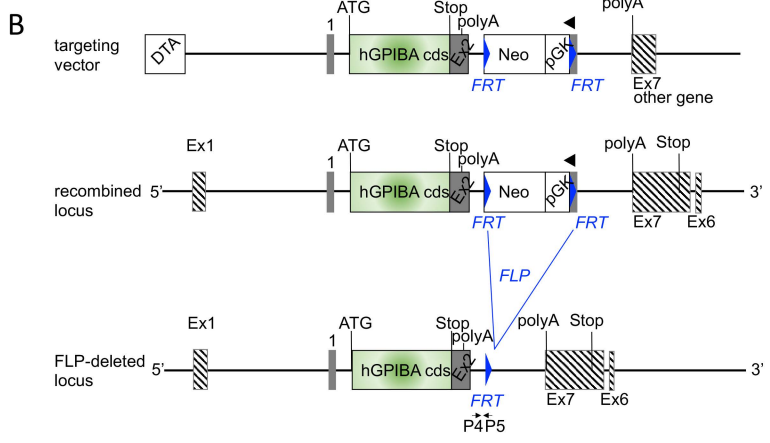 B
ATG Stop polyA polyA
1
targeting vector
DTA
hGPIBA cds Ex2 Neo pGK
FRT FRT Ex7
other gene
Ex1 ATG Stop polyA polyA Stop
1
recombined locus
5’ hGPIBA cds Ex2 Neo pGK 3’
FRT FRT Ex7 Ex6
FLP
Ex1 ATG Stop polyA polyA Stop
1
FLP-deleted locus
5’ hGPIBA cds Ex2 3’
FRT Ex7 Ex6
P4 P5